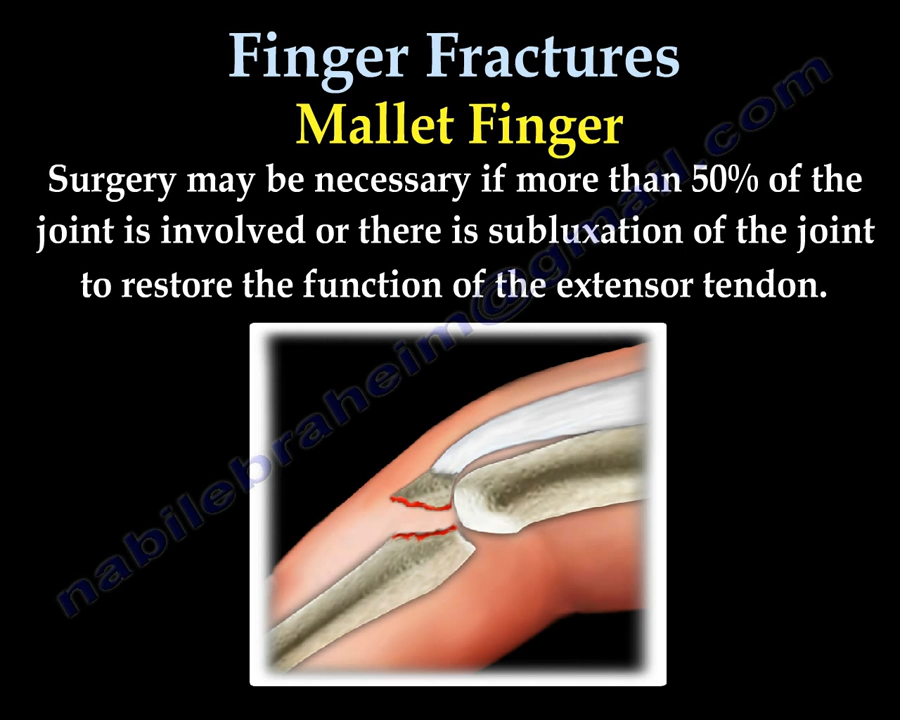 Finger Fractures
Mallet Finger
Surgery may be necessary if more than 50% of the
joint is involved or there is subluxation of the joint
to restore the function of the extensor tendon.
nabilebraheim@gmail.com